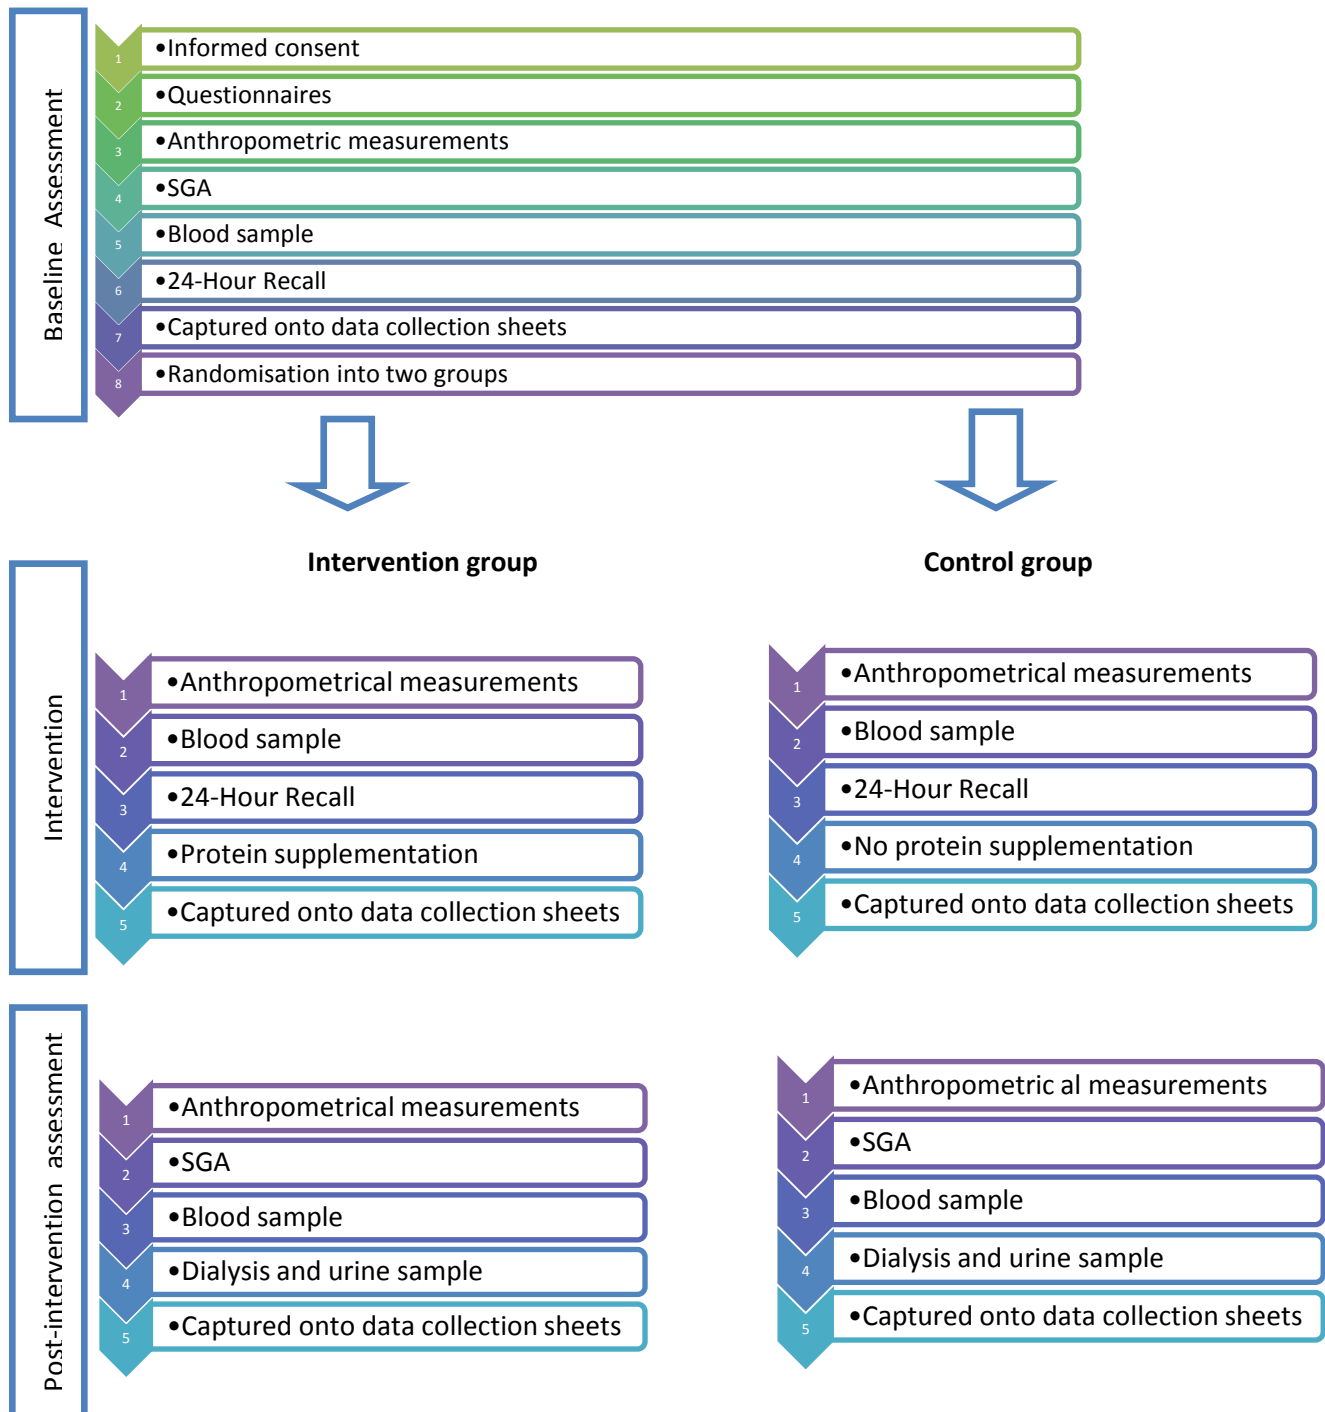 Baseline Assessment
1
•Informed consent
2
•Questionnaires
3
•Anthropometric measurements
4
•SGA
5
•Blood sample
6
•24-Hour Recall
7
•Captured onto data collection sheets
8
•Randomisation into two groups
Intervention group
Control group
Intervention
1
•Anthropometrical measurements
2
•Blood sample
3
•24-Hour Recall
4
•Protein supplementation
5
•Captured onto data collection sheets
1
•Anthropometrical measurements
2
•Blood sample
3
•24-Hour Recall
4
•No protein supplementation
5
•Captured onto data collection sheets
Post-intervention assessment
1
•Anthropometrical measurements
2
•SGA
3
•Blood sample
4
•Dialysis and urine sample
5
•Captured onto data collection sheets
1
•Anthropometric al measurements
2
•SGA
3
•Blood sample
4
•Dialysis and urine sample
5
•Captured onto data collection sheets